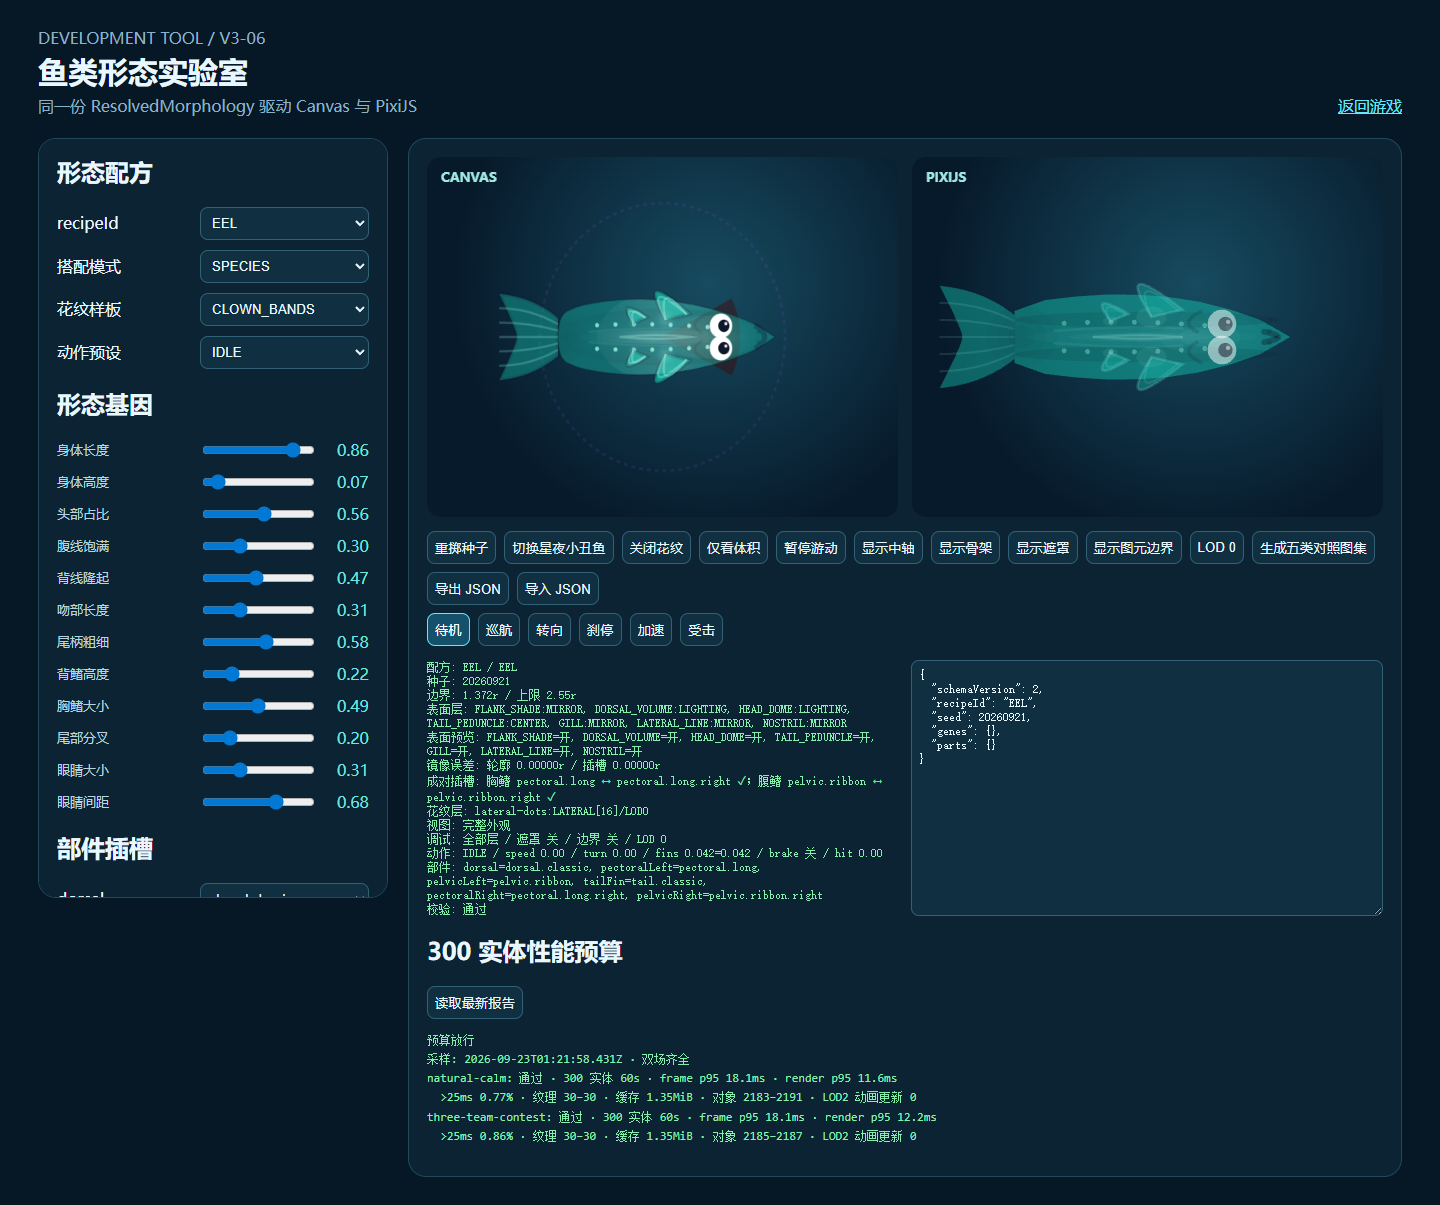 DEVELOPMENT TOOL / V3-06
鱼类形态实验室
同一份 ResolvedMorphology 驱动 Canvas 与 PixiJS
返回游戏
形态配方
recipeId
EEL
搭配模式
SPECIES
花纹样板
CLOWN_BANDS
动作预设
IDLE
形态基因
身体长度
0.86
身体高度
0.07
头部占比
0.56
腹线饱满
0.30
背线隆起
0.47
吻部长度
0.31
尾柄粗细
0.58
背鳍高度
0.22
胸鳍大小
0.49
尾部分叉
0.20
眼睛大小
0.31
眼睛间距
0.68
部件插槽
CANVAS
PIXIJS
重掷种子 切换星夜小丑鱼 关闭花纹 仅看体积 暂停游动 显示中轴 显示骨架 显示遮罩 显示图元边界 LOD 0 生成五类对照图集
导出 JSON 导入 JSON
待机 巡航 转向 刹停 加速 受击
配方: EEL / EEL
种子: 20260921
边界: 1.372r / 上限 2.55r
表面层: FLANK_SHADE:MIRROR, DORSAL_VOLUME:LIGHTING, HEAD_DOME:LIGHTING,
TAIL_PEDUNCLE:CENTER, GILL:MIRROR, LATERAL_LINE:MIRROR, NOSTRIL:MIRROR
表面预览: FLANK_SHADE=开, DORSAL_VOLUME=开, HEAD_DOME=开, TAIL_PEDUNCLE=开,
GILL=开, LATERAL_LINE=开, NOSTRIL=开
镜像误差: 轮廓 0.00000r / 插槽 0.00000r
成对插槽: 胸鳍 pectoral.long ↔ pectoral.long.right ✓; 腹鳍 pelvic.ribbon ↔
pelvic.ribbon.right ✓
花纹层: lateral-dots:LATERAL[16]/LOD0
视图: 完整外观
调试: 全部层 / 遮罩 关 / 边界 关 / LOD 0
动作: IDLE / speed 0.00 / turn 0.00 / fins 0.042=0.042 / brake 关 / hit 0.00
部件: dorsal=dorsal.classic, pectoralLeft=pectoral.long,
pelvicLeft=pelvic.ribbon, tailFin=tail.classic,
pectoralRight=pectoral.long.right, pelvicRight=pelvic.ribbon.right
校验: 通过
{
"schemaVersion": 2,
"recipeId": "EEL",
"seed": 20260921,
"genes": {},
"parts": {}
}
300 实体性能预算
读取最新报告
预算放行
采样: 2026-09-23T01:21:58.431Z · 双场齐全
natural-calm: 通过 · 300 实体 60s · frame p95 18.1ms · render p95 11.6ms
>25ms 0.77% · 纹理 30-30 · 缓存 1.35MiB · 对象 2183-2191 · LOD2 动画更新 0
three-team-contest: 通过 · 300 实体 60s · frame p95 18.1ms · render p95 12.2ms
>25ms 0.86% · 纹理 30-30 · 缓存 1.35MiB · 对象 2185-2187 · LOD2 动画更新 0